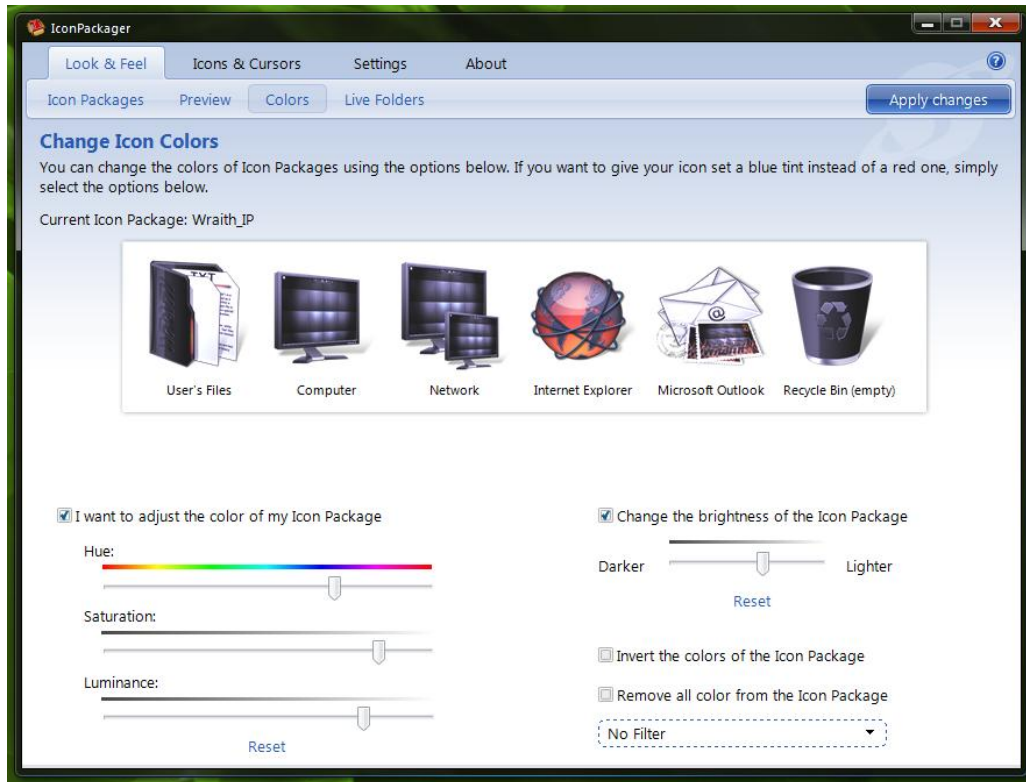 IconPackager
Look & Feel Icons & Cursors Settings About
Icon Packages Preview Colors Live Folders Apply changes
Change Icon Colors
You can change the colors of Icon Packages using the options below. If you want to give your icon set a blue tint instead of a red one, simply
select the options below.
Current Icon Package: Wraith_IP
TXT
@
User's Files Computer Network Internet Explorer Microsoft Outlook Recycle Bin (empty)
I want to adjust the color of my Icon Package
Hue:
Saturation:
Luminance:
Reset
Change the brightness of the Icon Package
Darker Lighter
Reset
Invert the colors of the Icon Package
Remove all color from the Icon Package
No Filter